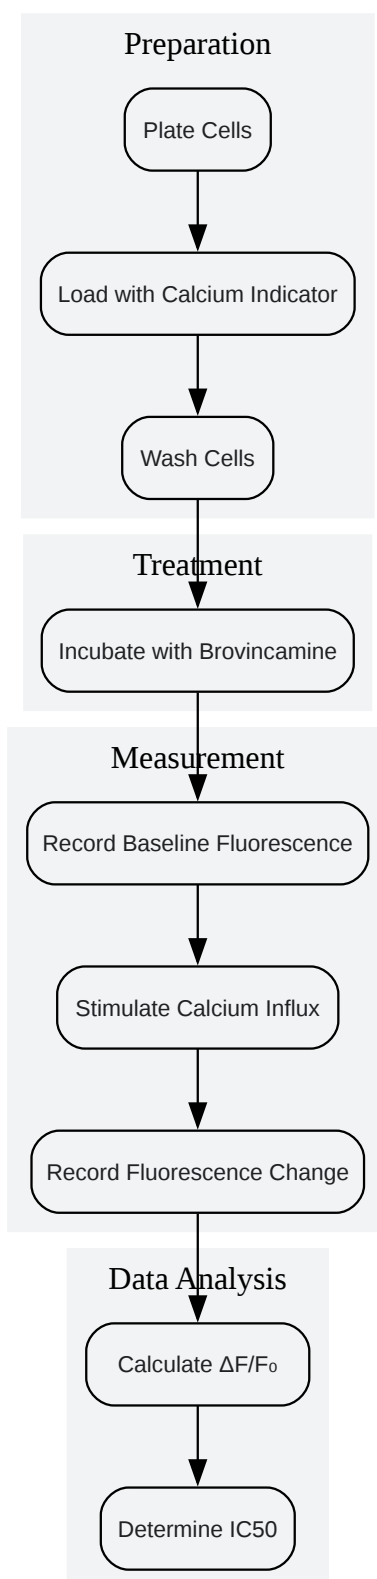 Preparation
Plate Cells
Load with Calcium Indicator
Wash Cells
Treatment
Incubate with Brovincamine
Measurement
Record Baseline Fluorescence
Stimulate Calcium Influx
Record Fluorescence Change
Data Analysis
Calculate ΔF/F₀
Determine IC50